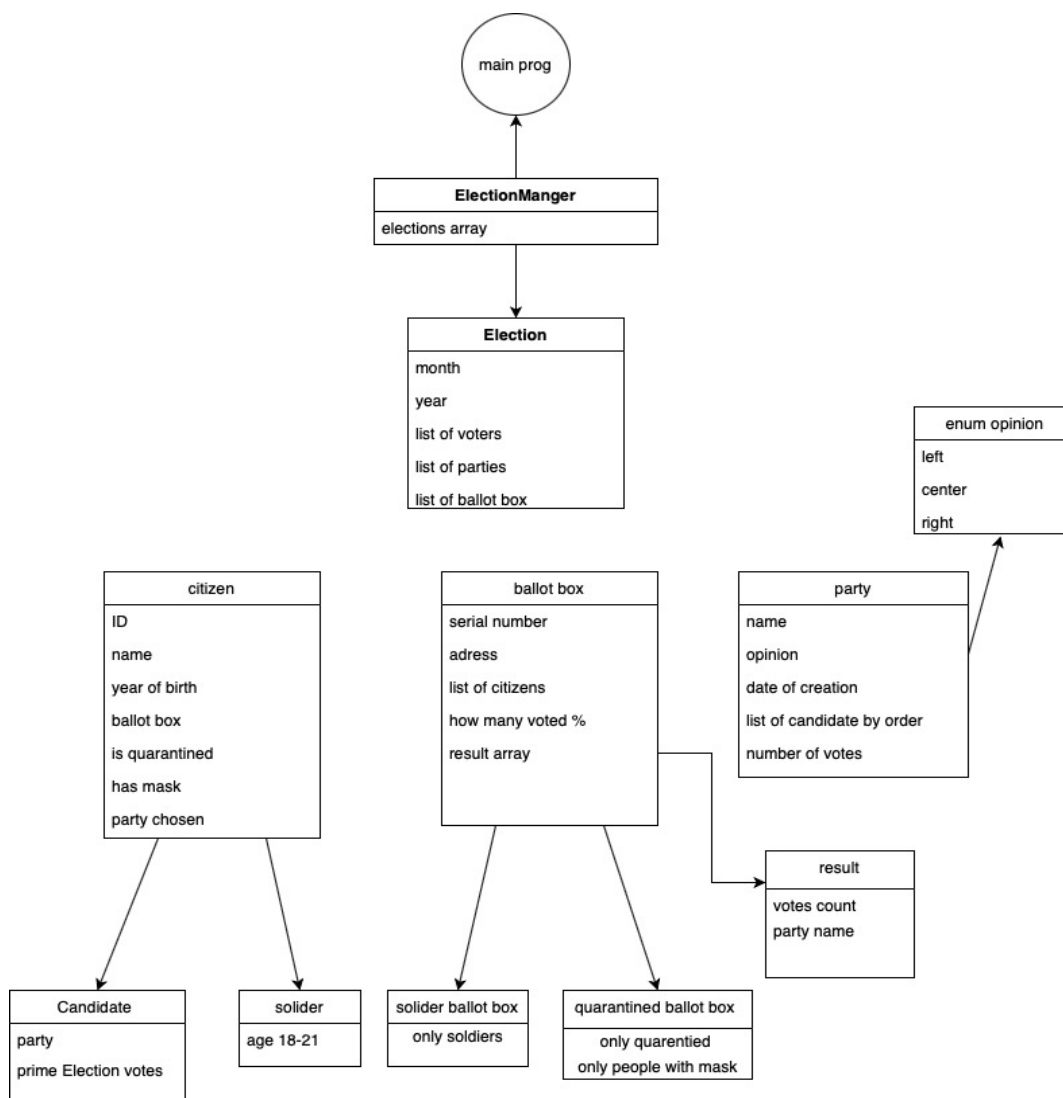 main prog
ElectionManger
elections array
Election
month
year
list of voters
list of parties
list of ballot box
enum opinion
left
center
right
citizen
ID
name
year of birth
ballot box
is quarantined
has mask
party chosen
ballot box
serial number
adress
list of citizens
how many voted %
result array
party
name
opinion
date of creation
list of candidate by order
number of votes
result
votes count
party name
Candidate
party
prime Election votes
solider
age 18-21
solider ballot box
only soldiers
quarantined ballot box
only quarentied
only people with mask